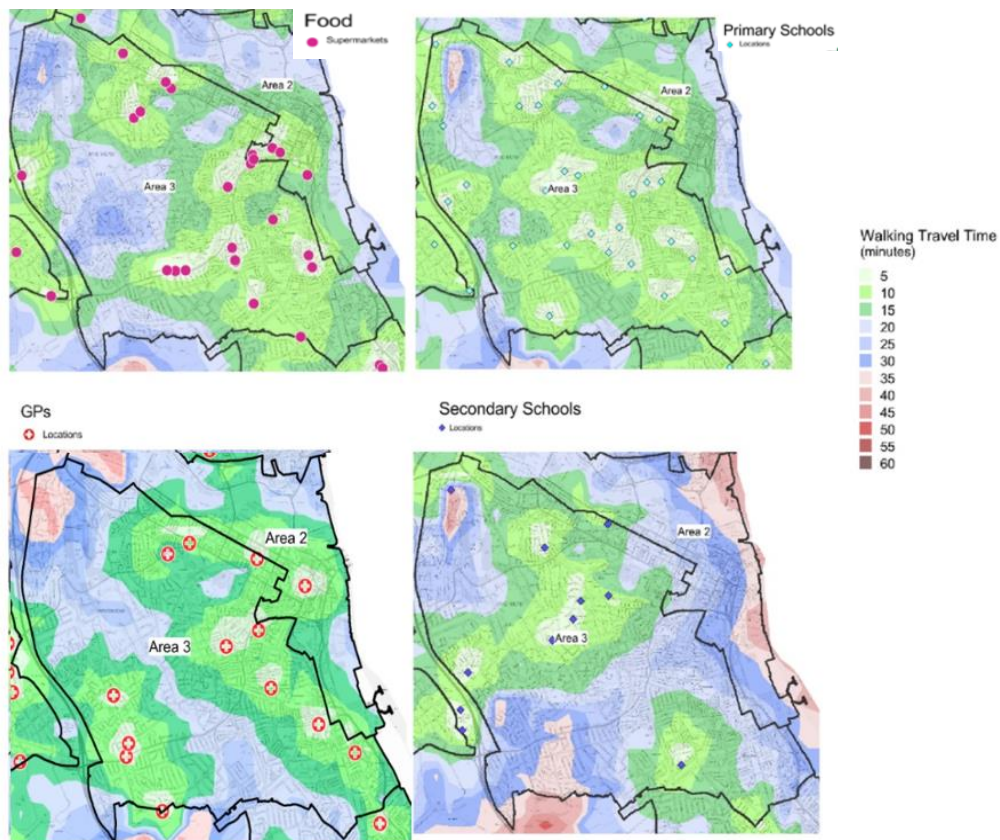 Food
Supermarkets
Area 2
Area 3
Primary Schools
Locations
Area 2
Area 3
Walking Travel Time
(minutes)
5
10
15
20
25
30
35
40
45
50
55
60
GPs
Locations
Area 2
Area 3
Secondary Schools
Locations
Area 2
Area 3